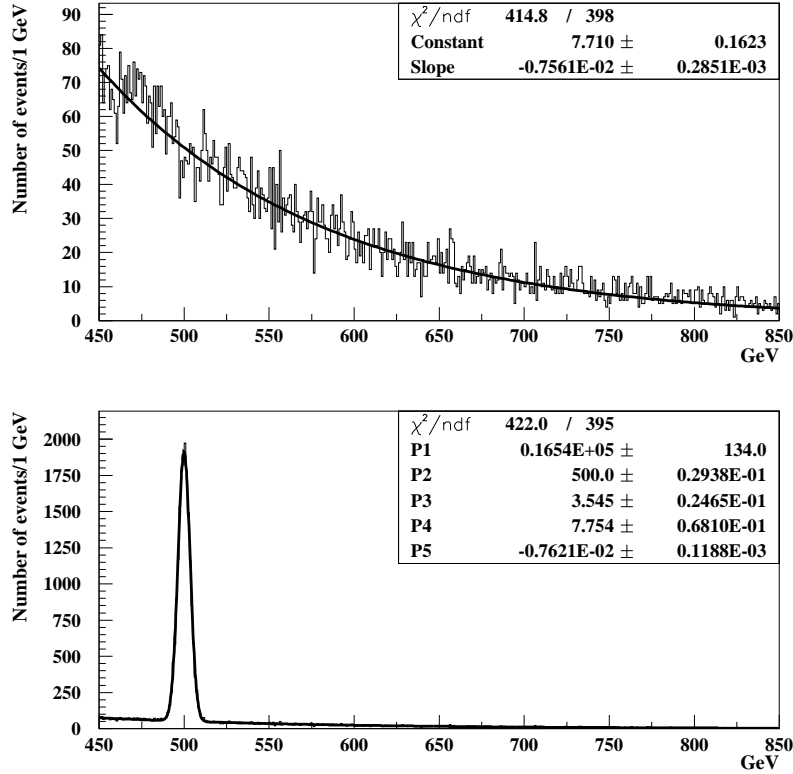 χ²/ndf 414.8 / 398
Constant 7.710 ± 0.1623
Slope -0.7561E-02 ± 0.2851E-03
Number of events/1 GeV
90
80
70
60
50
40
30
20
10
0
450 500 550 600 650 700 750 800 850
GeV
χ²/ndf 422.0 / 395
P1 0.1654E+05 ± 134.0
P2 500.0 ± 0.2938E-01
P3 3.545 ± 0.2465E-01
P4 7.754 ± 0.6810E-01
P5 -0.7621E-02 ± 0.1188E-03
Number of events/1 GeV
2000
1750
1500
1250
1000
750
500
250
0
450 500 550 600 650 700 750 800 850
GeV